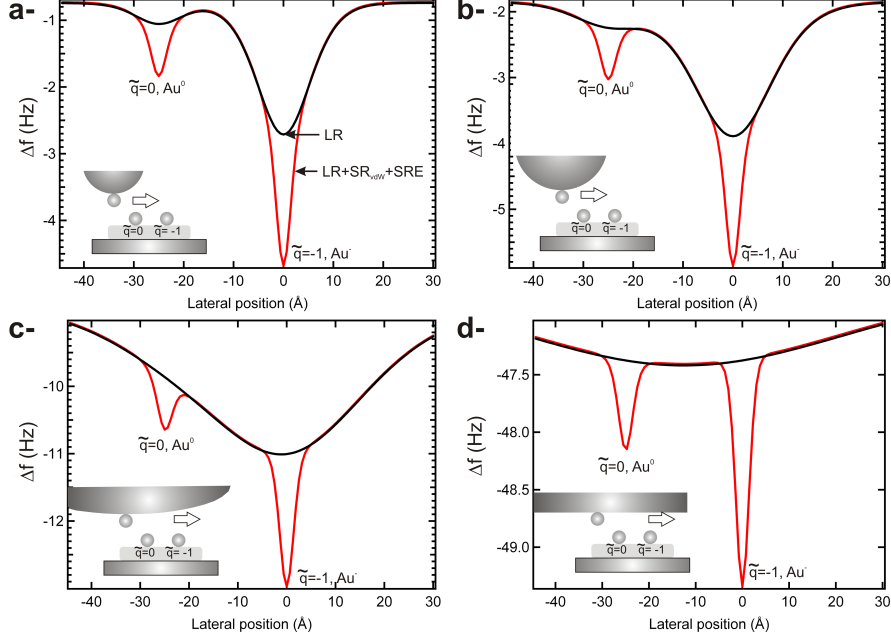 a-
-1
-2
-3
-4
Δf (Hz)
q̃=0, Au⁰
LR
LR+SR_vdW+SRE
q̃=-1, Au⁻
q̃=0 q̃= -1
-40 -30 -20 -10 0 10 20 30
Lateral position (Å)
b-
-2
-3
-4
-5
Δf (Hz)
q̃=0, Au⁰
q̃=-1, Au⁻
q̃=0 q̃= -1
-40 -30 -20 -10 0 10 20 30
Lateral position (Å)
c-
-10
-11
-12
Δf (Hz)
q̃=0, Au⁰
q̃=-1, Au⁻
q̃=0 q̃= -1
-40 -30 -20 -10 0 10 20 30
Lateral position (Å)
d-
-47.5
-48.0
-48.5
-49.0
Δf (Hz)
q̃=0, Au⁰
q̃=-1, Au⁻
q̃=0 q̃= -1
-40 -30 -20 -10 0 10 20 30
Lateral position (Å)